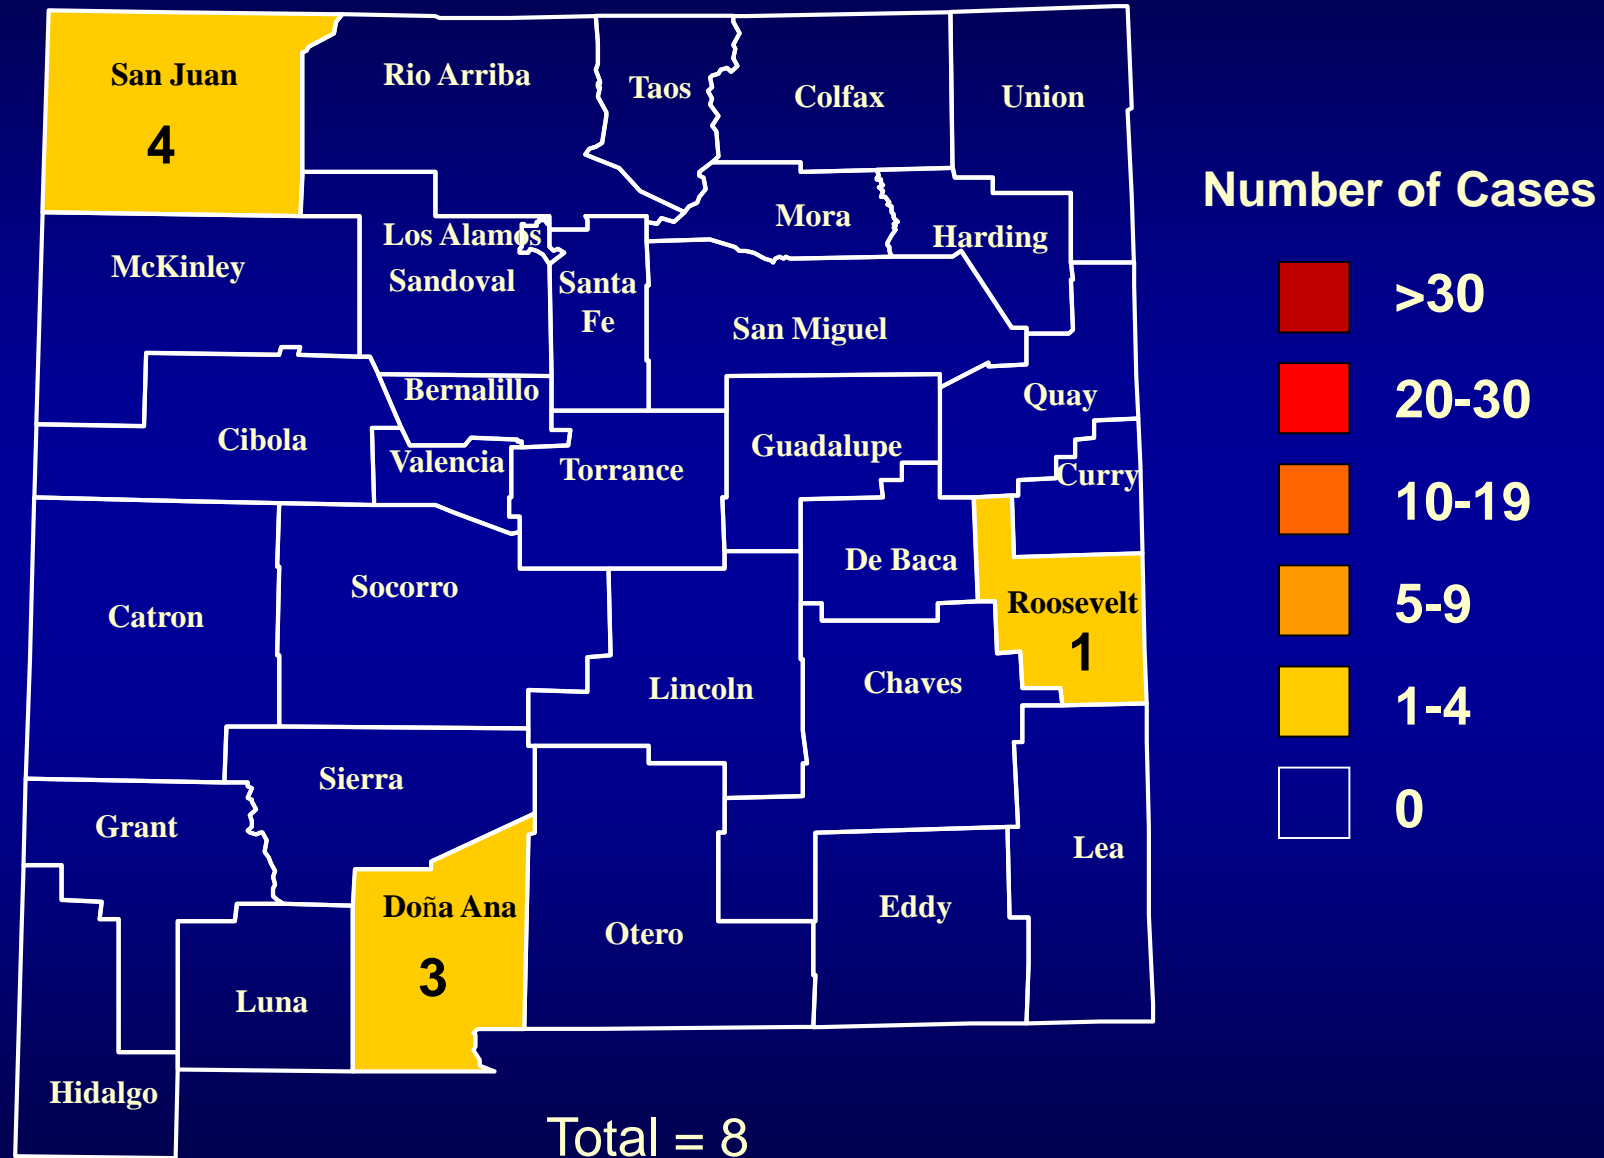 San Juan
4
Rio Arriba
Taos
Colfax
Union
Number of Cases
Mora
Harding
Los Alamos
McKinley
Sandoval
Santa
Fe
San Miguel
>30
20-30
Bernalillo
Quay
Cibola
Valencia
Torrance
Guadalupe
Curry
10-19
De Baca
Socorro
Catron
Roosevelt
1
5-9
Lincoln
Chaves
1-4
Sierra
Grant
0
Lea
Doña Ana
3
Otero
Eddy
Luna
Hidalgo
Total = 8